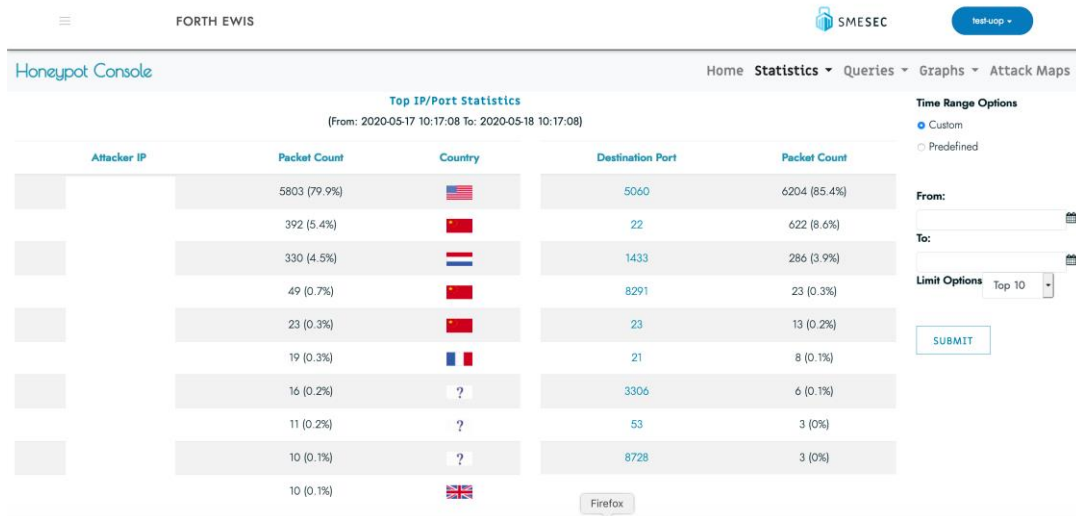 FORTH EWIS
SMESEC
test-uop
Honeypot Console
Home Statistics Queries Graphs Attack Maps
Top IP/Port Statistics
(From: 2020-05-17 10:17:08 To: 2020-05-18 10:17:08)
Attacker IP Packet Count Country
5803 (79.9%)
392 (5.4%)
330 (4.5%)
49 (0.7%)
23 (0.3%)
19 (0.3%)
16 (0.2%) ?
11 (0.2%) ?
10 (0.1%) ?
10 (0.1%)
Destination Port Packet Count
5060 6204 (85.4%)
22 622 (8.6%)
1433 286 (3.9%)
8291 23 (0.3%)
23 13 (0.2%)
21 8 (0.1%)
3306 6 (0.1%)
53 3 (0%)
8728 3 (0%)
Time Range Options
Custom
Predefined
From:
To:
Limit Options Top 10
SUBMIT
Firefox